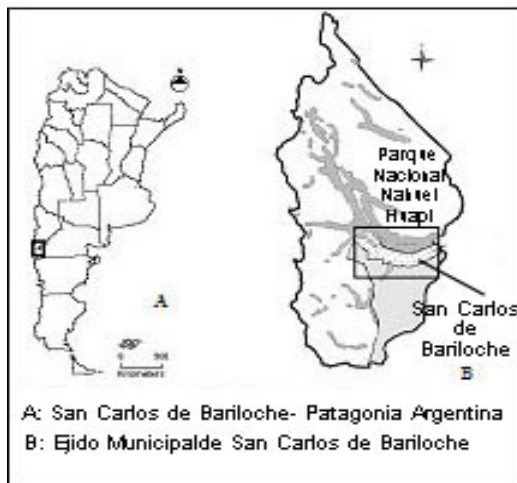 Parque
Nacional
Nahuel
Huapi
San Carlos
de
Bariloche
A
B
0
A: San Carlos de Bariloche- Patagonia Argentina
B: Ejido Municipalde San Carlos de Bariloche